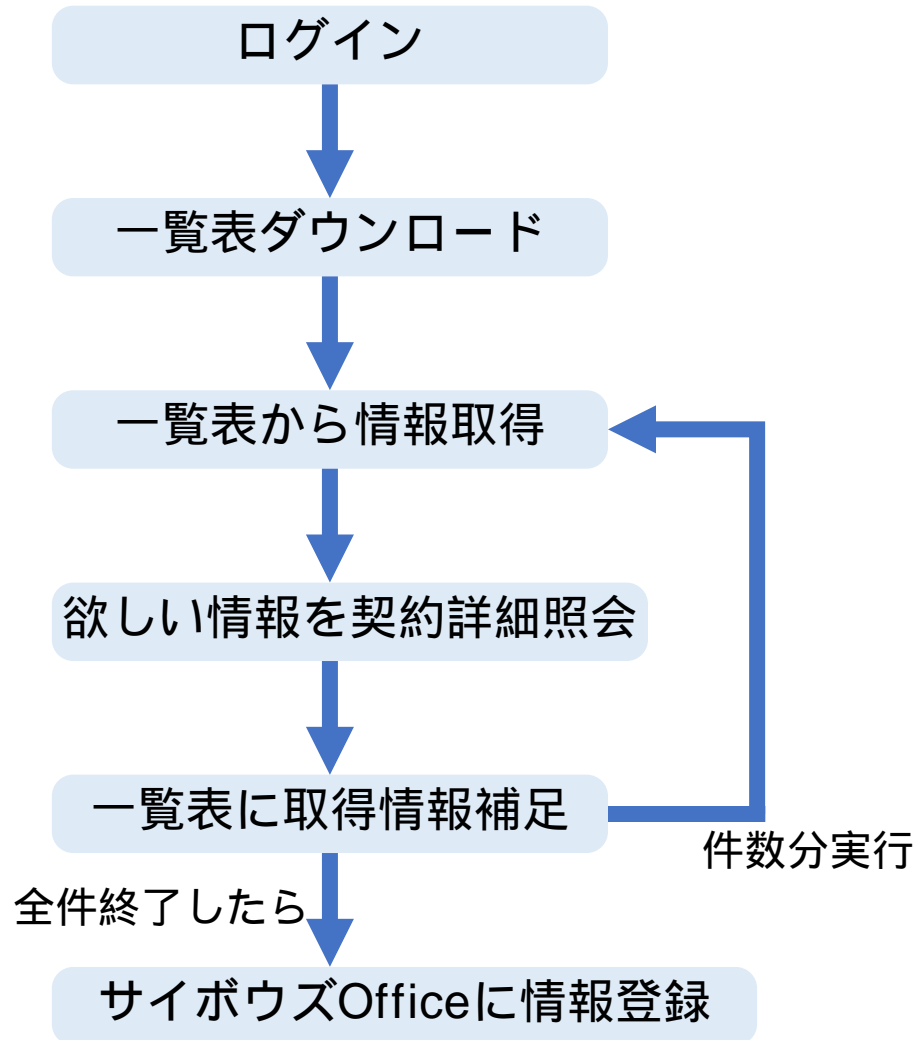 ログイン
一覧表ダウンロード
一覧表から情報取得
欲しい情報を契約詳細照会
一覧表に取得情報補足
件数分実行
全件終了したら
サイボウズOfficeに情報登録